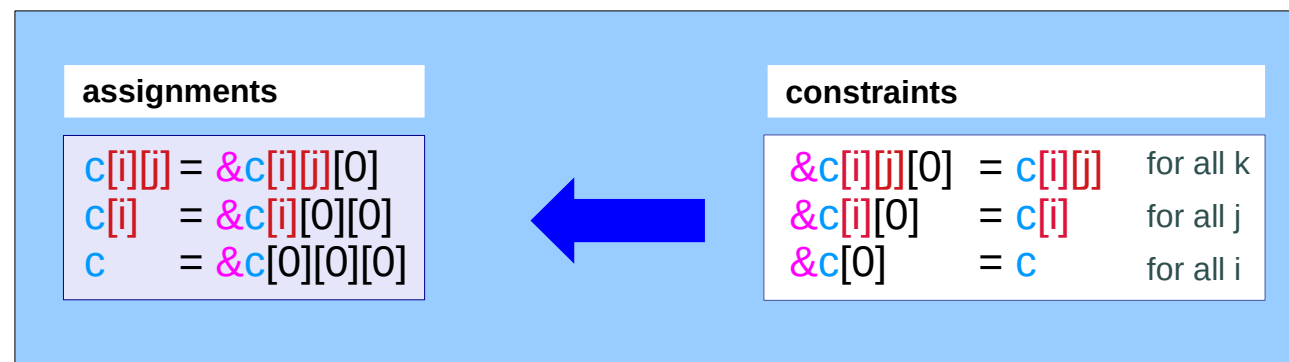 assignments
c[i][j] = &c[i][j][0]
c[i] = &c[i][0][0]
c = &c[0][0][0]
constraints
&c[i][j][0] = c[i][j] for all k
&c[i][0] = c[i] for all j
&c[0] = c for all i